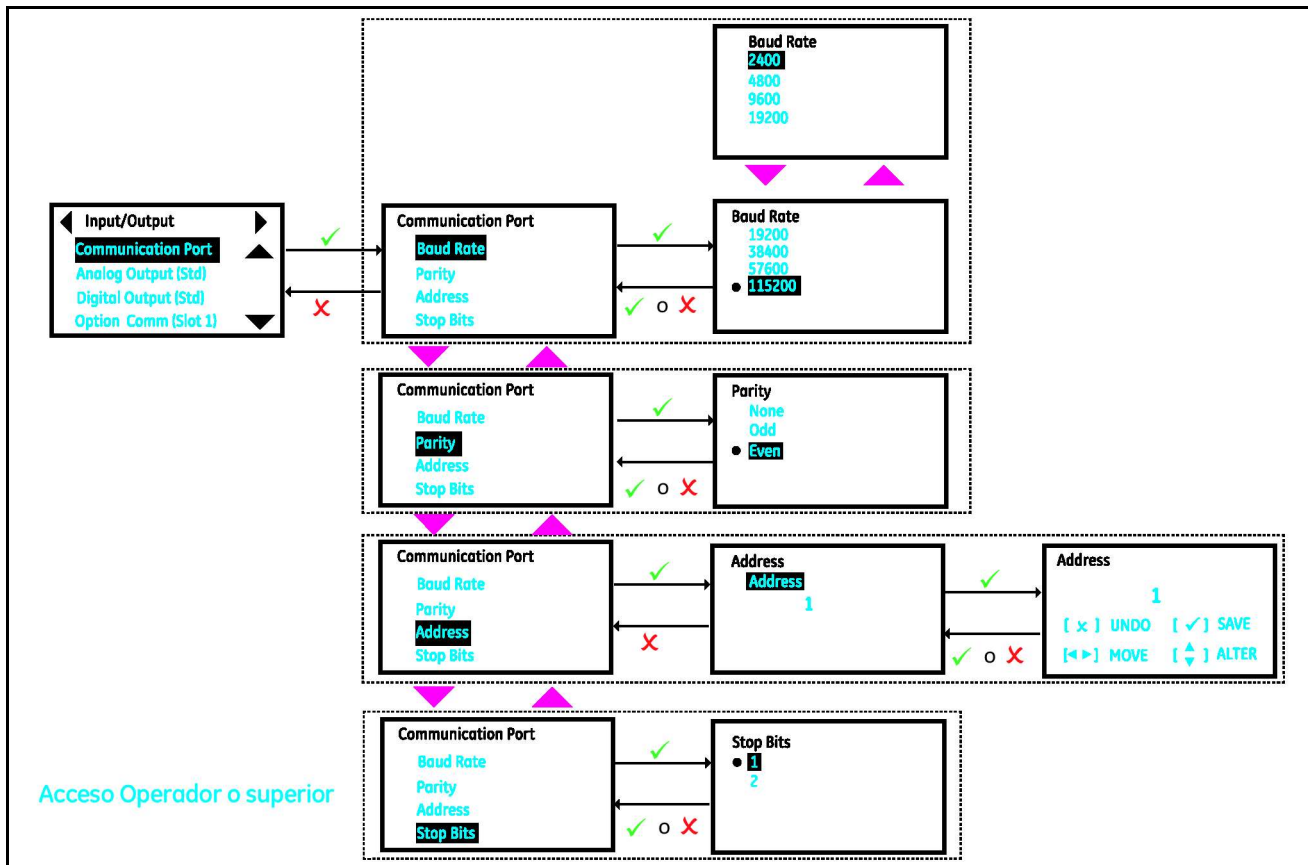 Baud Rate
2400
4800
9600
19200
Input/Output
Communication Port
Analog Output (Std)
Digital Output (Std)
Option Comm (Slot 1)
Communication Port
Baud Rate
Parity
Address
Stop Bits
o
Baud Rate
19200
38400
57600
115200
Communication Port
Baud Rate
Parity
Address
Stop Bits
o
Parity
None
Odd
Even
Communication Port
Baud Rate
Parity
Address
Stop Bits
Address
Address
1
o
Address
1
[ x ] UNDO [ ✓ ] SAVE
[◄ ►] MOVE [ ▲▼ ] ALTER
Communication Port
Baud Rate
Parity
Address
Stop Bits
o
Stop Bits
1
2
Acceso Operador o superior